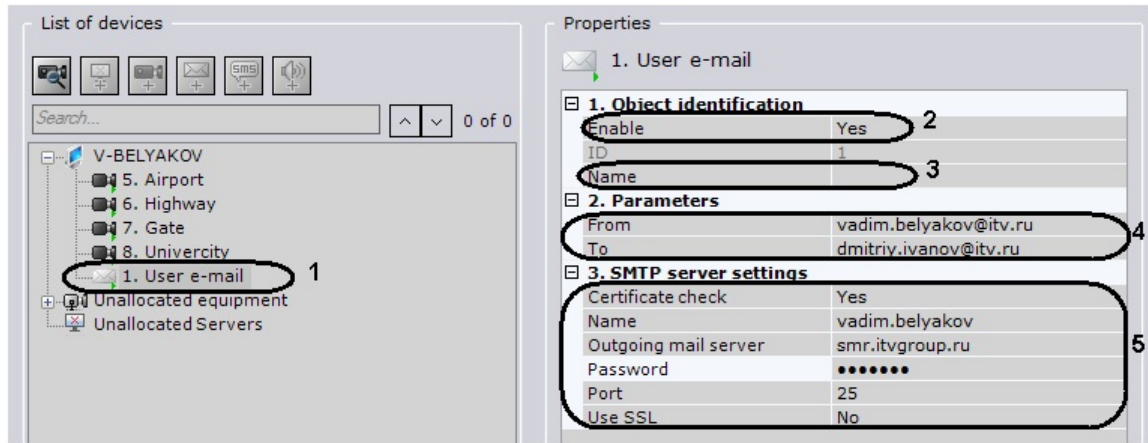 List of devices
sms
Search...
0 of 0
V-BELYAKOV
5. Airport
6. Highway
7. Gate
8. Univercity
1. User e-mail
1
Unallocated equipment
Unallocated Servers
Properties
1. User e-mail
1. Object identification
Enable Yes
2
ID 1
Name
3
2. Parameters
From vadim.belyakov@itv.ru
To dmitriy.ivanov@itv.ru
4
3. SMTP server settings
Certificate check Yes
Name vadim.belyakov
Outgoing mail server smr.itvgroup.ru
5
Password •••••••
Port 25
Use SSL No